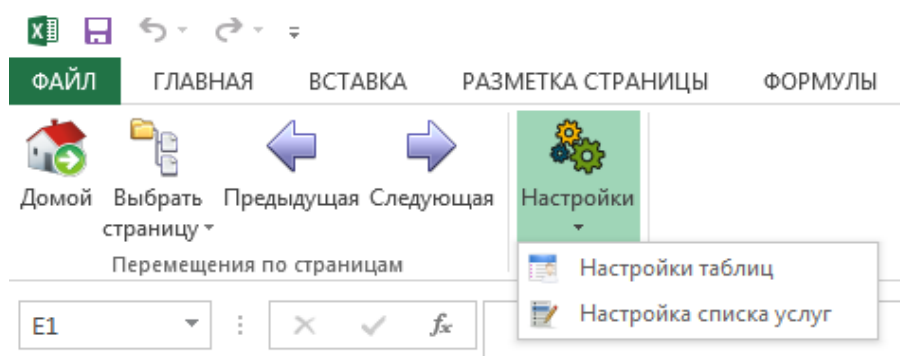 ФАЙЛ ГЛАВНАЯ ВСТАВКА РАЗМЕТКА СТРАНИЦЫ ФОРМУЛЫ
Домой Выбрать страницу Предыдущая Следующая Настройки
Перемещения по страницам
Настройки таблиц
Настройка списка услуг
E1 fx